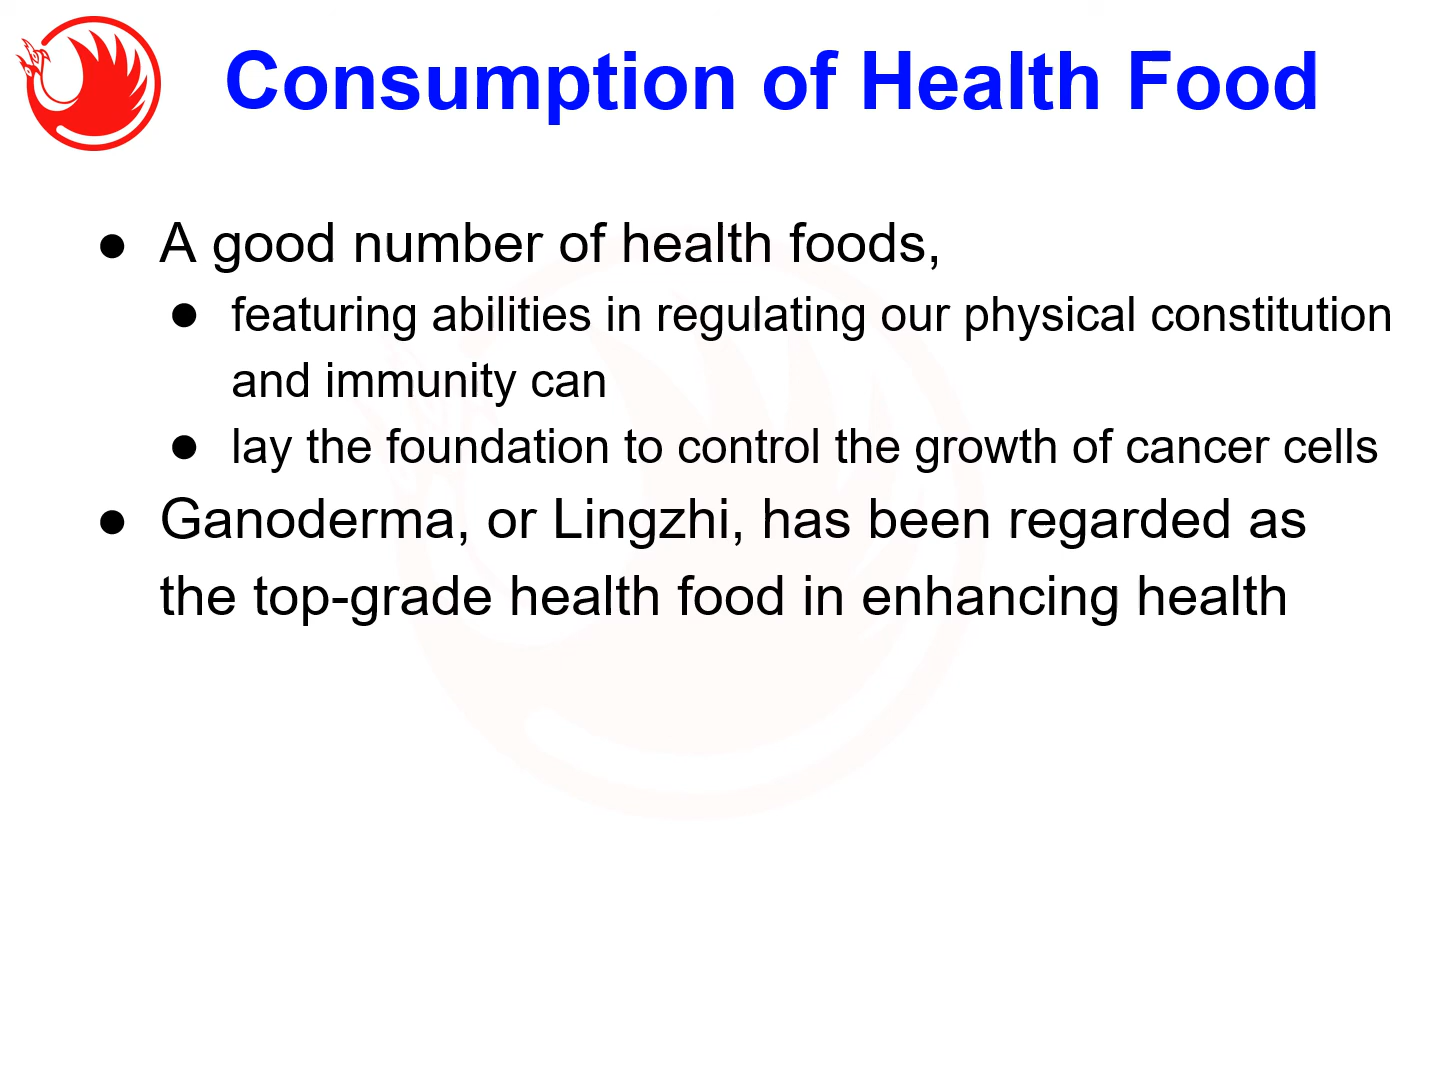 Consumption of Health Food
● A good number of health foods,
● featuring abilities in regulating our physical constitution
and immunity can
● lay the foundation to control the growth of cancer cells
● Ganoderma, or Lingzhi, has been regarded as
the top-grade health food in enhancing health